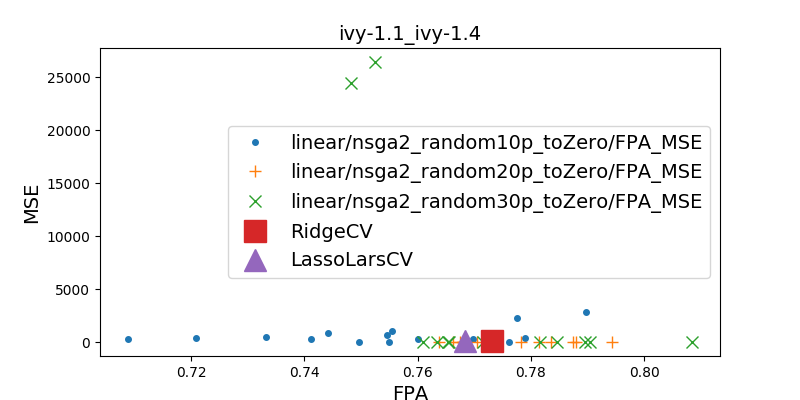 ivy-1.1_ivy-1.4
MSE
25000
20000
15000
10000
5000
0
linear/nsga2_random10p_toZero/FPA_MSE
linear/nsga2_random20p_toZero/FPA_MSE
linear/nsga2_random30p_toZero/FPA_MSE
RidgeCV
LassoLarsCV
0.72 0.74 0.76 0.78 0.80
FPA